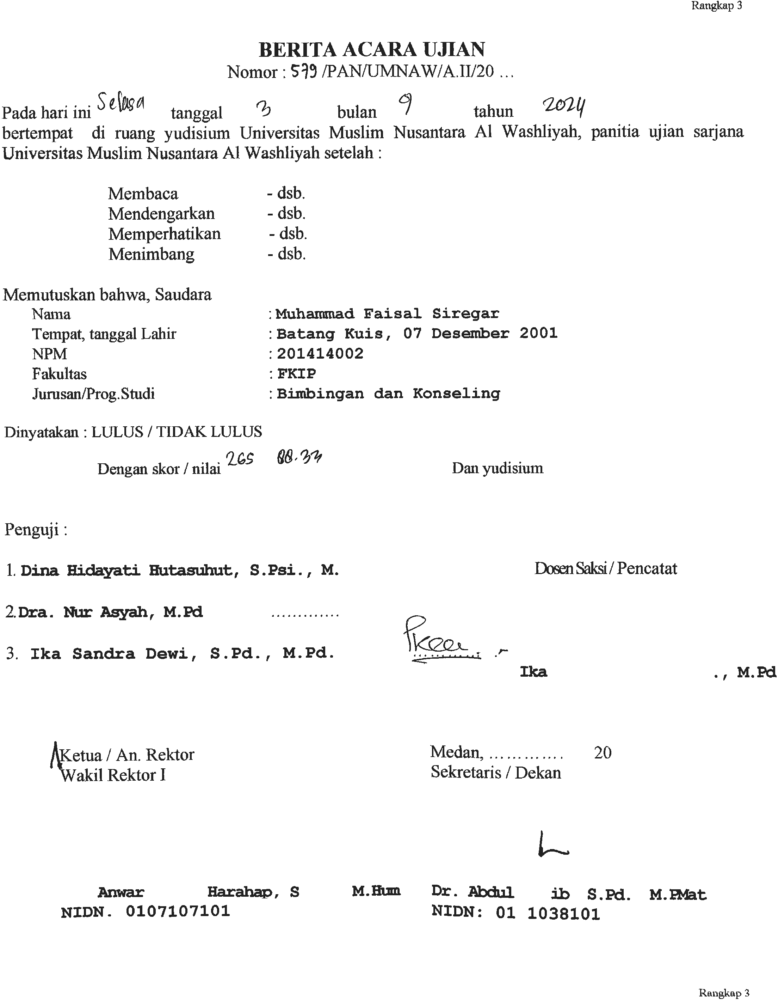 Rangkap 3
BERITA ACARA UJIAN
Nomor : 579 /PAN/UMNAW/A.II/20 ...
Pada hari ini Selasa tanggal 3 bulan 9 tahun 2024
bertempat di ruang yudisium Universitas Muslim Nusantara Al Washliyah, panitia ujian sarjana
Universitas Muslim Nusantara Al Washliyah setelah :
Membaca - dsb.
Mendengarkan - dsb.
Memperhatikan - dsb.
Menimbang - dsb.
Memutuskan bahwa, Saudara
Nama : Muhammad Faisal Siregar
Tempat, tanggal Lahir : Batang Kuis, 07 Desember 2001
NPM : 201414002
Fakultas : FKIP
Jurusan/Prog.Studi : Bimbingan dan Konseling
Dinyatakan : LULUS / TIDAK LULUS
Dengan skor / nilai 265 88.33 Dan yudisium
Penguji :
1. Dina Hidayati Hutasuhut, S.Psi., M. Dosen Saksi / Pencatat
2. Dra. Nur Asyah, M.Pd .............
3. Ika Sandra Dewi, S.Pd., M.Pd. ............
Ika ., M.Pd
Ketua / An. Rektor Medan, ............. 20
Wakil Rektor I Sekretaris / Dekan
Anwar Harahap, S M.Hum Dr. Abdul ib S.Pd. M.PMat
NIDN. 0107107101 NIDN: 01 1038101
Rangkap 3